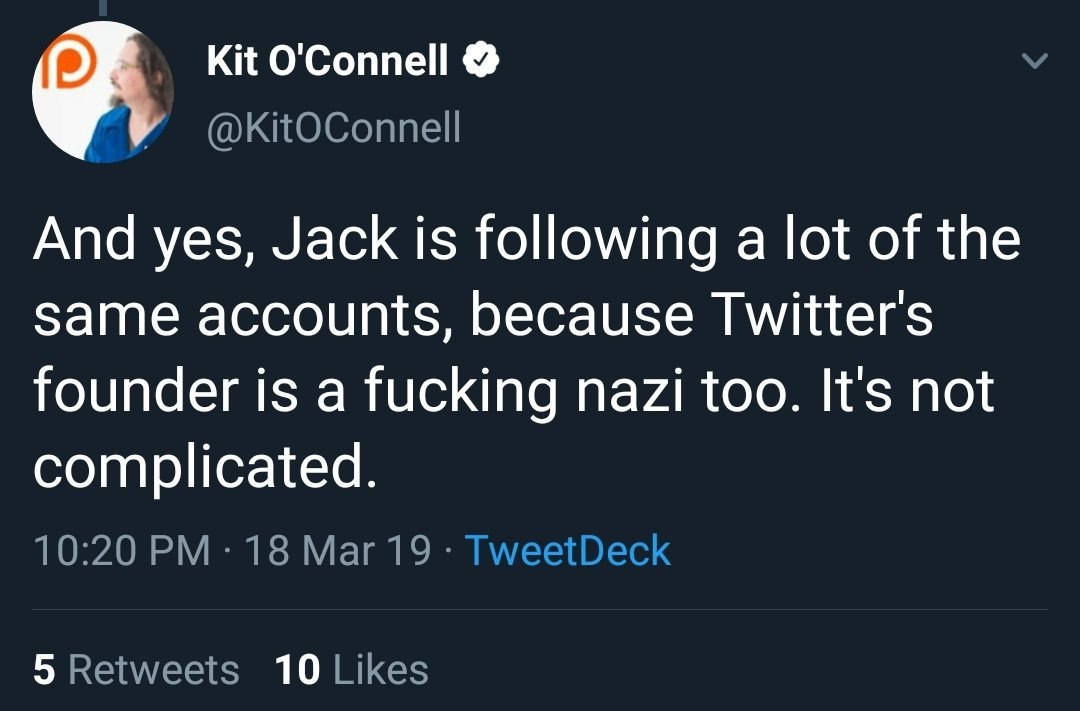 Kit O'Connell
@KitOConnell
And yes, Jack is following a lot of the
same accounts, because Twitter's
founder is a fucking nazi too. It's not
complicated.
10:20 PM · 18 Mar 19 · TweetDeck
5 Retweets 10 Likes